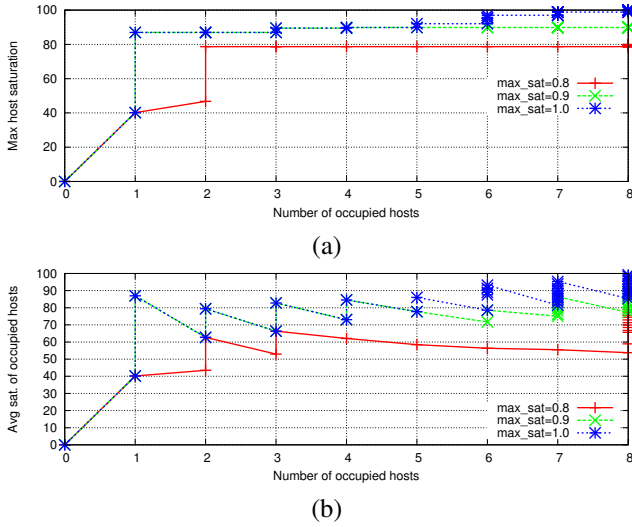 100
80
60
40
20
0
Max host saturation
max_sat=0.8
max_sat=0.9
max_sat=1.0
0 1 2 3 4 5 6 7 8
Number of occupied hosts
(a)
100
90
80
70
60
50
40
30
20
10
0
Avg sat. of occupied hosts
max_sat=0.8
max_sat=0.9
max_sat=1.0
0 1 2 3 4 5 6 7 8
Number of occupied hosts
(b)